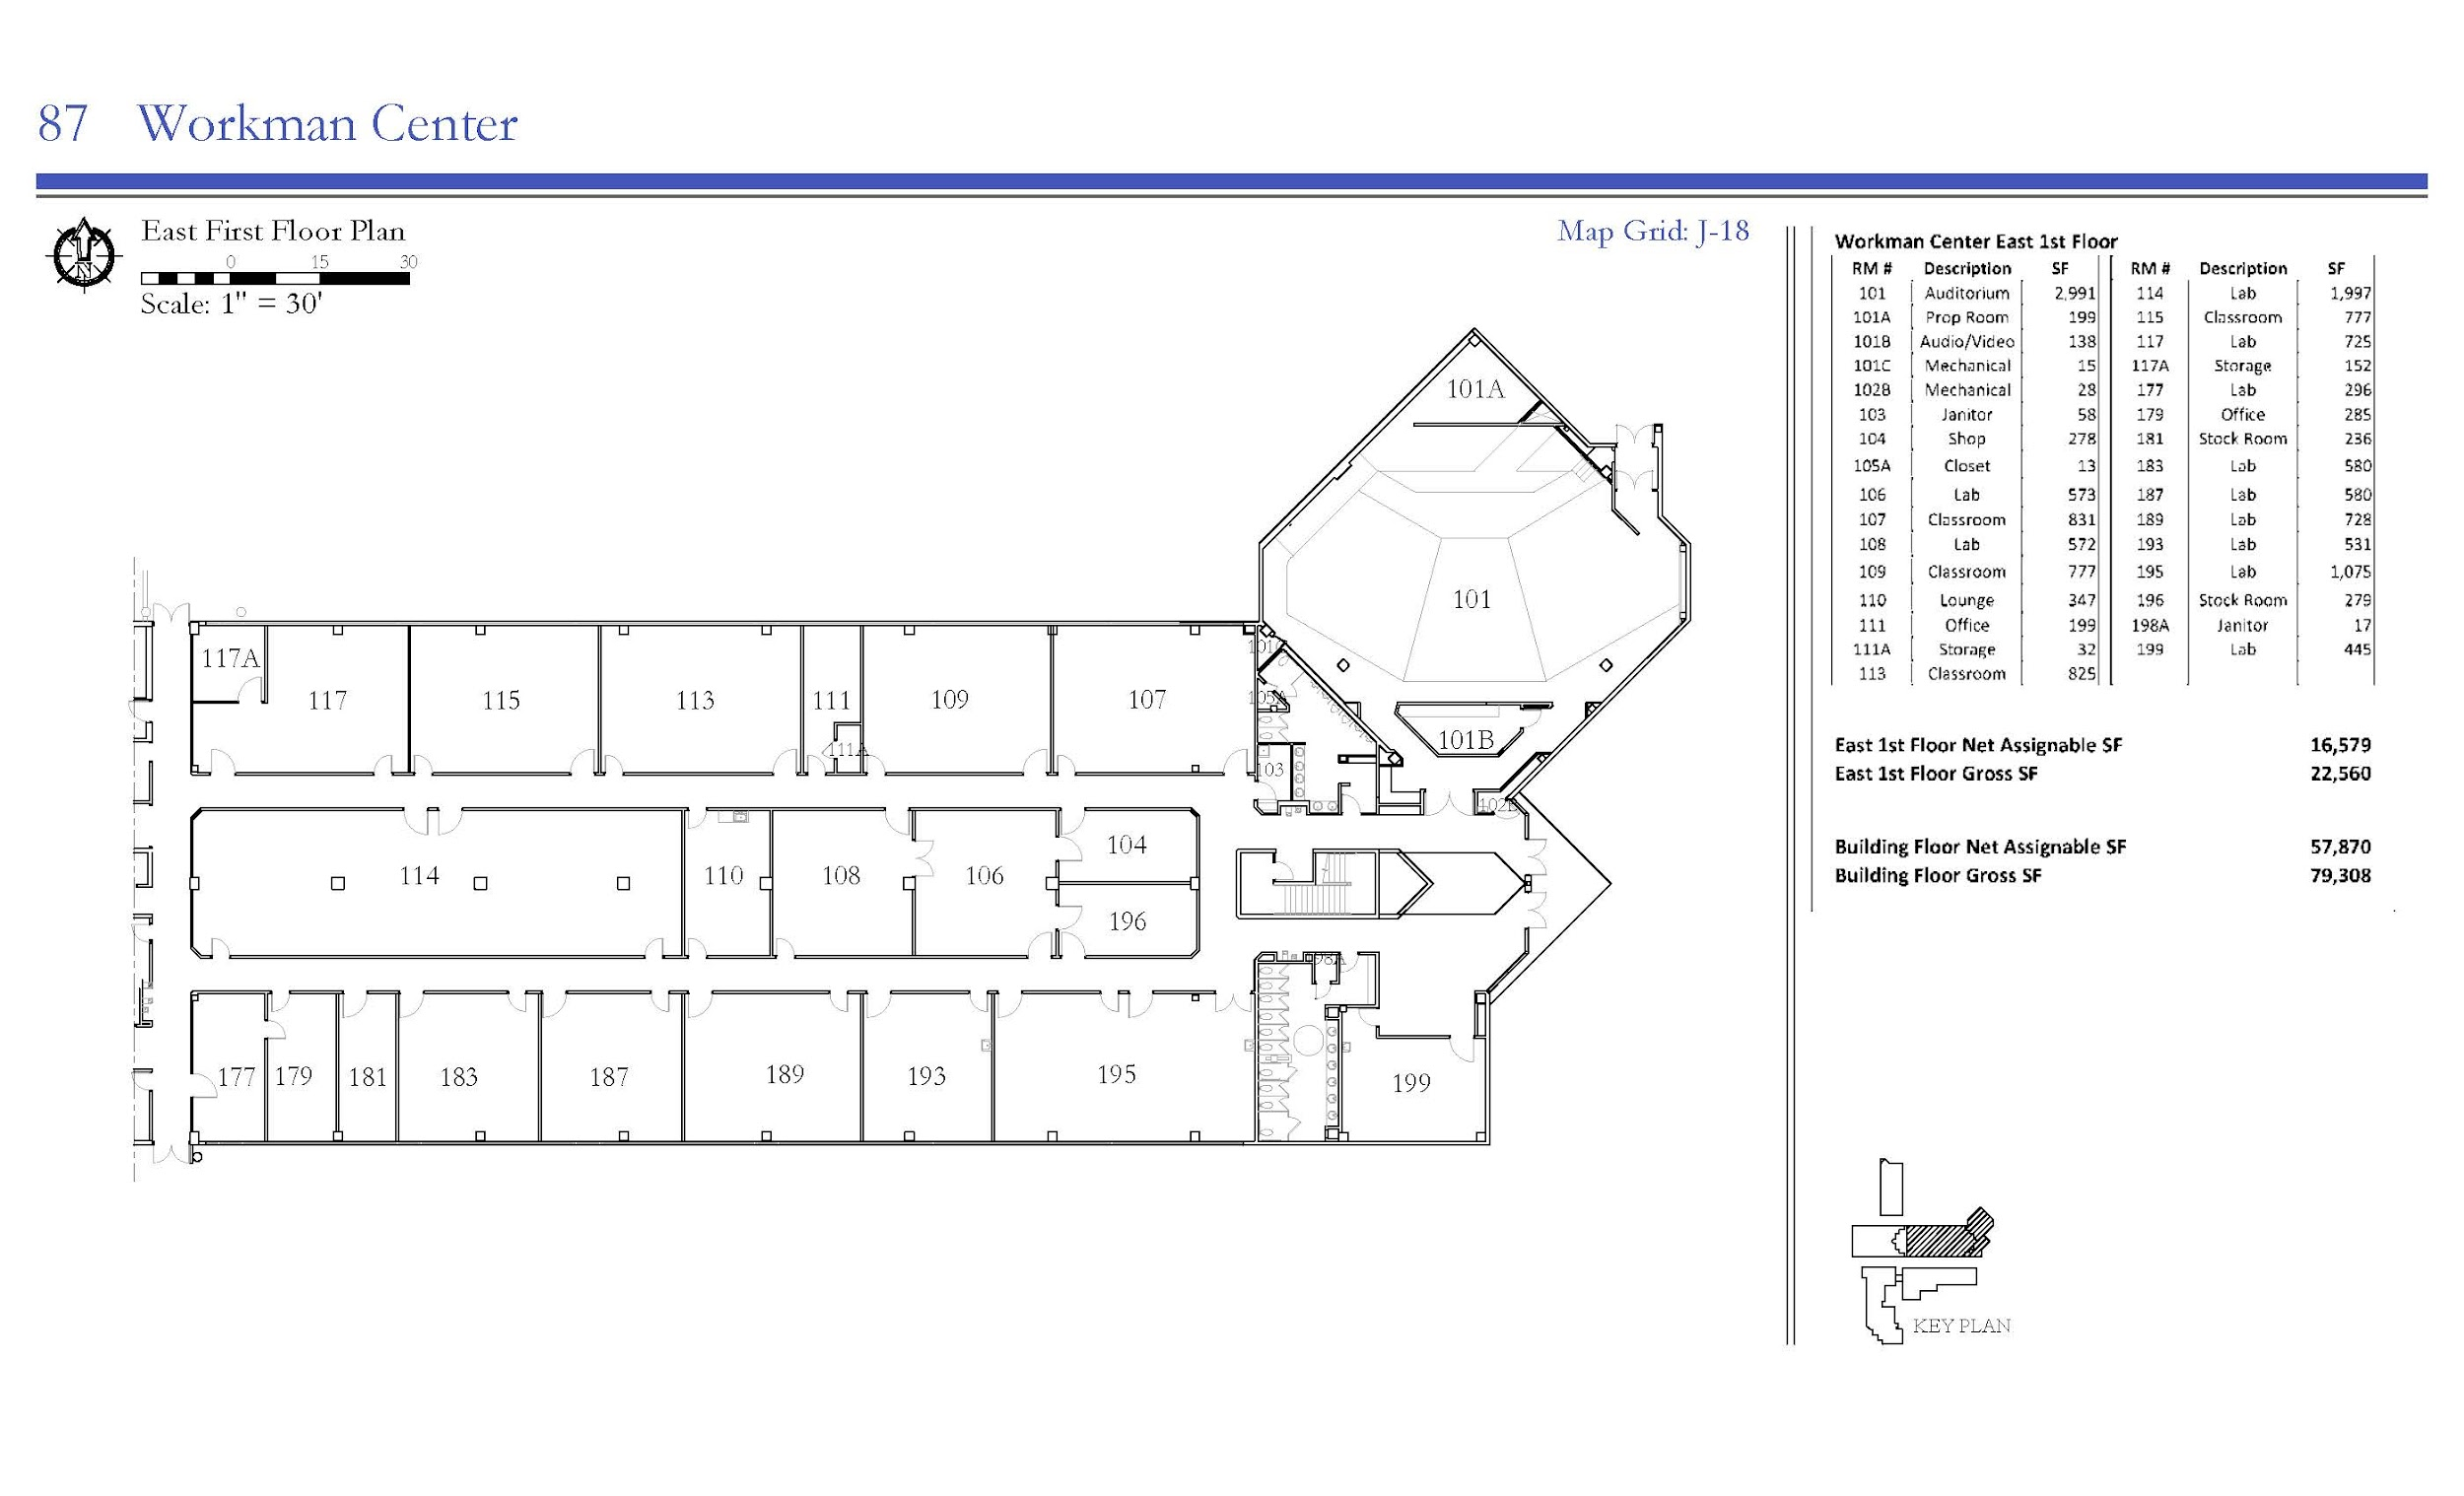 87 Workman Center
East First Floor Plan
Map Grid: J-18
N
0 15 30
Scale: 1" = 30'
101A
101
117A
117
115
113
111
109
107
111A
105A
101B
103
114
110
108
106
104
196
177
179
181
183
187
189
193
195
199
Workman Center East 1st Floor
RM # Description SF RM # Description SF
101 Auditorium 2,991 114 Lab 1,997
101A Prop Room 199 115 Classroom 777
101B Audio/Video 138 117 Lab 725
101C Mechanical 15 117A Storage 152
102B Mechanical 28 177 Lab 296
103 Janitor 58 179 Office 285
104 Shop 278 181 Stock Room 236
105A Closet 13 183 Lab 580
106 Lab 573 187 Lab 580
107 Classroom 831 189 Lab 728
108 Lab 572 193 Lab 531
109 Classroom 777 195 Lab 1,075
110 Lounge 347 196 Stock Room 279
111 Office 199 198A Janitor 17
111A Storage 32 199 Lab 445
113 Classroom 825
East 1st Floor Net Assignable SF 16,579
East 1st Floor Gross SF 22,560
Building Floor Net Assignable SF 57,870
Building Floor Gross SF 79,308
KEY PLAN